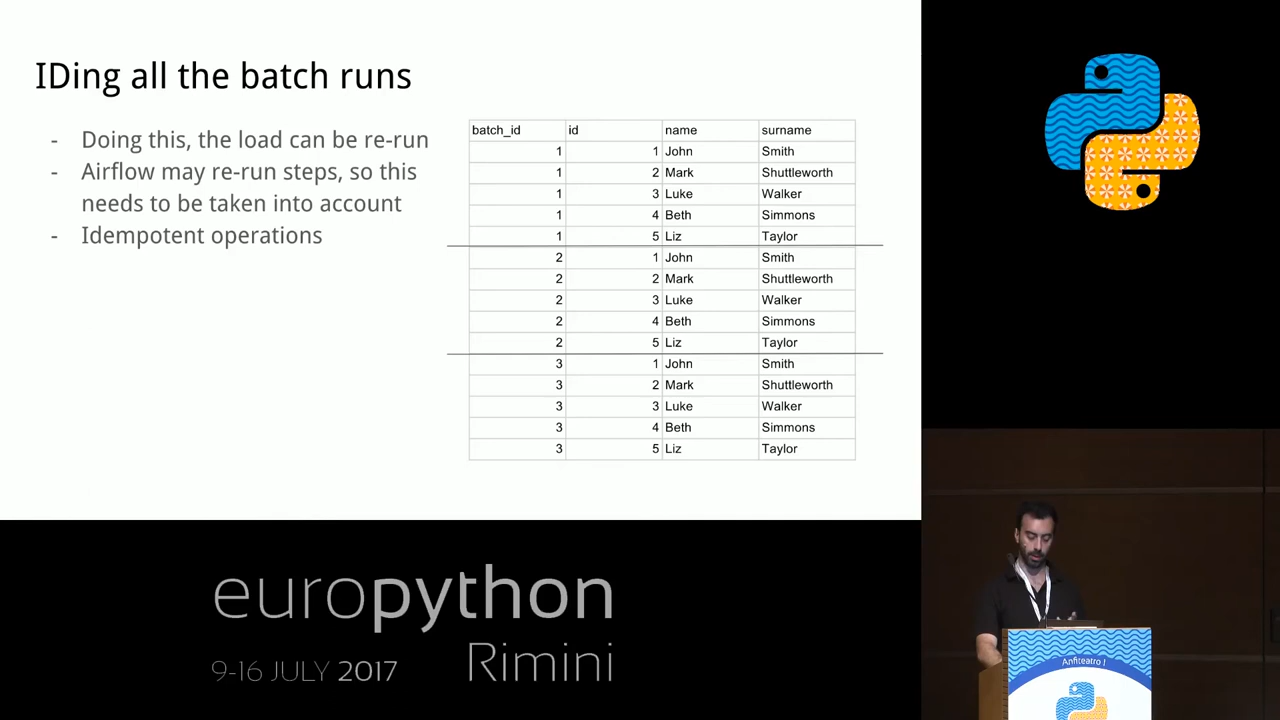 IDing all the batch runs
- Doing this, the load can be re-run
- Airflow may re-run steps, so this
needs to be taken into account
- Idempotent operations
batch_id id name surname
1 1 John Smith
1 2 Mark Shuttleworth
1 3 Luke Walker
1 4 Beth Simmons
1 5 Liz Taylor
2 1 John Smith
2 2 Mark Shuttleworth
2 3 Luke Walker
2 4 Beth Simmons
2 5 Liz Taylor
3 1 John Smith
3 2 Mark Shuttleworth
3 3 Luke Walker
3 4 Beth Simmons
3 5 Liz Taylor
europython
9-16 JULY 2017 Rimini
Anfiteatro 1